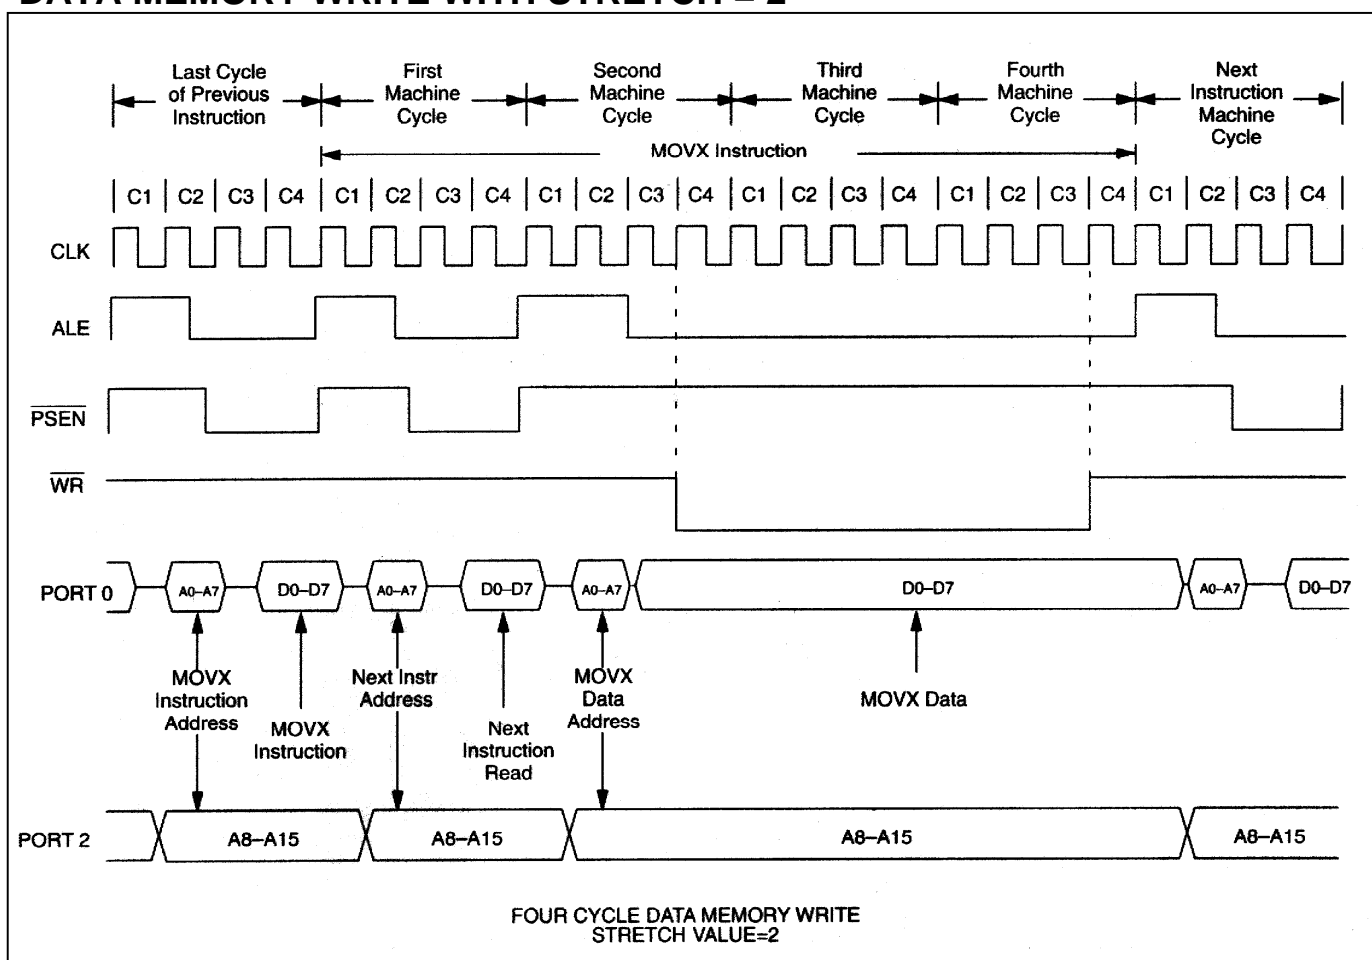 DATA MEMORY WRITE WITH STRETCH = 2
Last Cycle
of Previous
Instruction
First
Machine
Cycle
Second
Machine
Cycle
Third
Machine
Cycle
Fourth
Machine
Cycle
Next
Instruction
Machine
Cycle
MOVX Instruction
C1 C2 C3 C4 C1 C2 C3 C4 C1 C2 C3 C4 C1 C2 C3 C4 C1 C2 C3 C4 C1 C2 C3 C4
CLK
ALE
PSEN
WR
PORT 0
A0–A7 D0–D7 A0–A7 D0–D7 A0–A7 D0–D7 A0–A7 D0–D7
MOVX
Instruction
Address
MOVX
Instruction
Next Instr
Address
Next
Instruction
Read
MOVX
Data
Address
MOVX Data
PORT 2
A8–A15 A8–A15 A8–A15 A8–A15
FOUR CYCLE DATA MEMORY WRITE
STRETCH VALUE=2